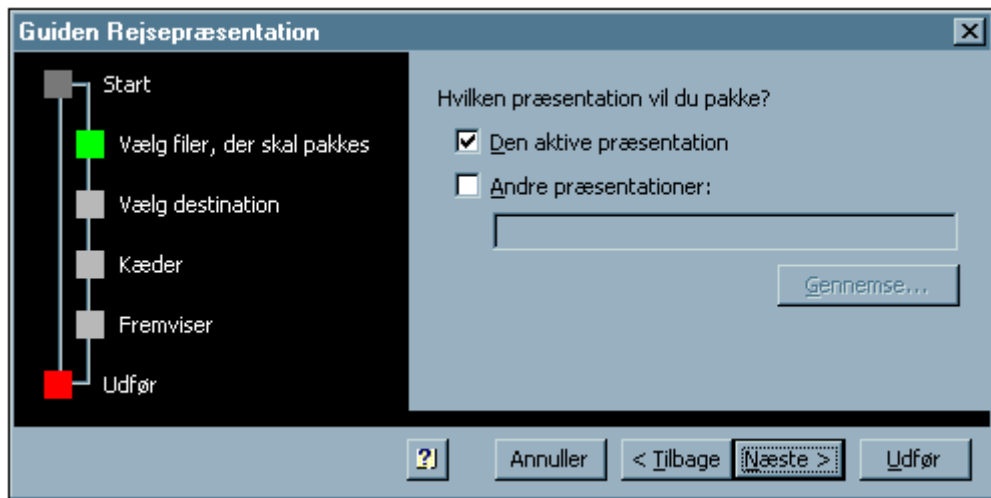 Guiden Rejsepræsentation
Start
Vælg filer, der skal pakkes
Vælg destination
Kæder
Fremviser
Udfør
Hvilken præsentation vil du pakke?
Den aktive præsentation
Andre præsentationer:
Gennemse...
?
Annuller
< Tilbage
Næste >
Udfør